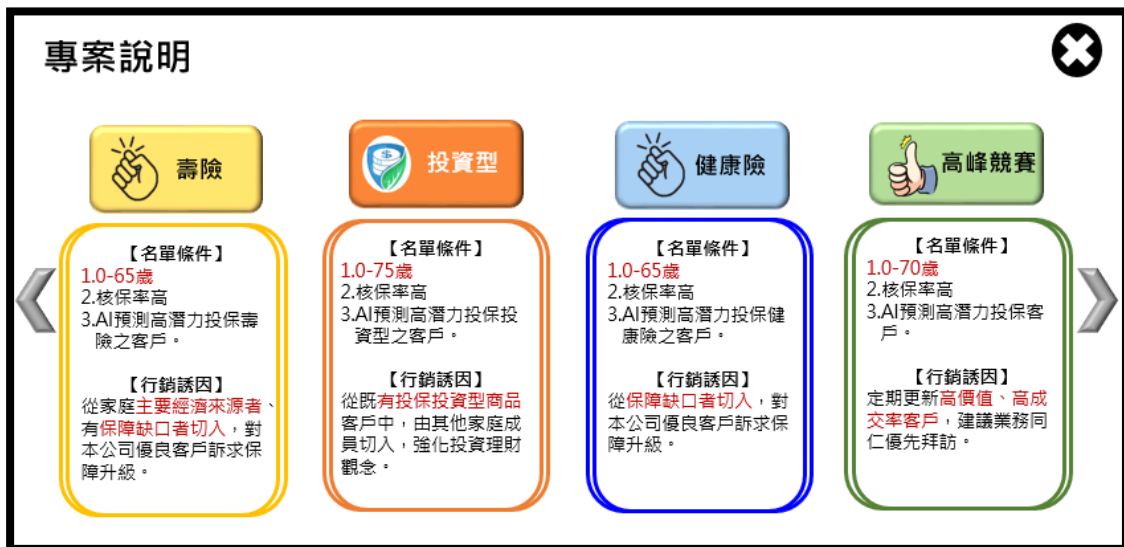 專案說明
壽險
【名單條件】
1.0-65歲
2.核保率高
3.AI預測高潛力投保壽
險之客戶。
【行銷誘因】
從家庭主要經濟來源者、
有保障缺口者切入，對
本公司優良客戶訴求保
障升級。
投資型
【名單條件】
1.0-75歲
2.核保率高
3.AI預測高潛力投保投
資型之客戶。
【行銷誘因】
從既有投保投資型商品
客戶中，由其他家庭成
員切入，強化投資理財
觀念。
健康險
【名單條件】
1.0-65歲
2.核保率高
3.AI預測高潛力投保健
康險之客戶。
【行銷誘因】
從保障缺口者切入，對
本公司優良客戶訴求保
障升級。
高峰競賽
【名單條件】
1.0-70歲
2.核保率高
3.AI預測高潛力投保客
戶。
【行銷誘因】
定期更新高價值、高成
交率客戶，建議業務同
仁優先拜訪。